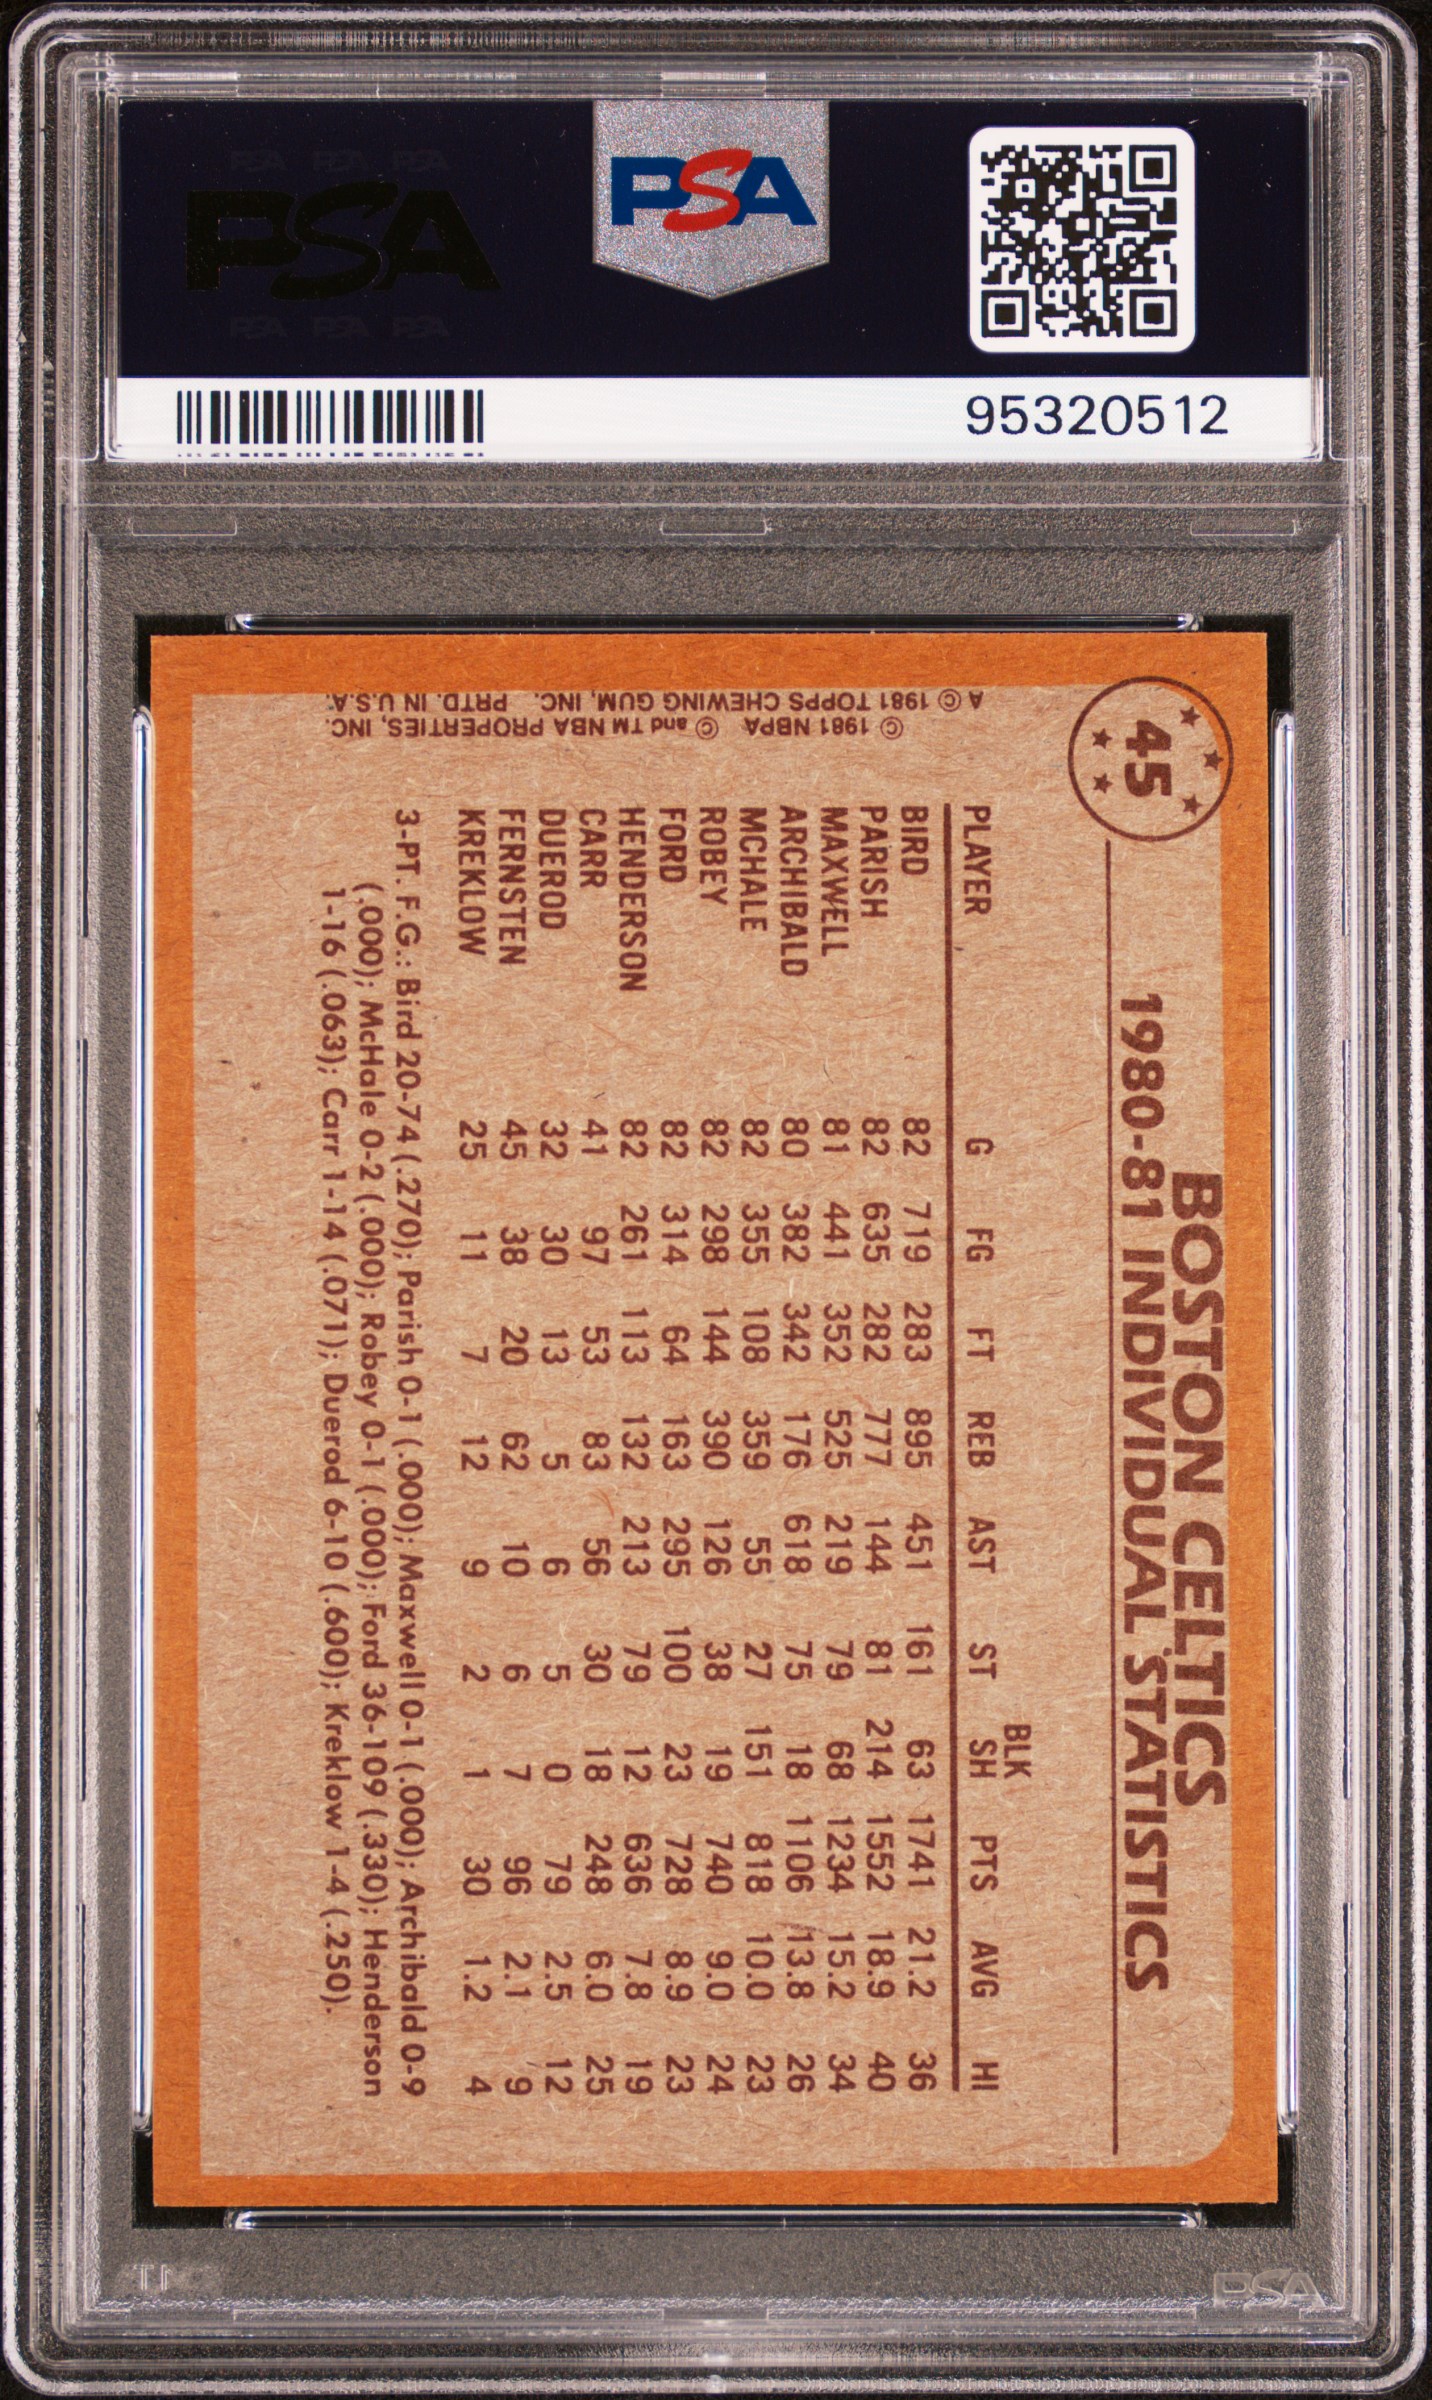 PSA PSA PSA
PSA
PSA PSA PSA
PSA
95320512
45
BOSTON CELTICS
1980-81 INDIVIDUAL STATISTICS
BLK
PLAYER G FG FT REB AST ST SH PTS AVG HI
BIRD 82 719 283 895 451 161 63 1741 21.2 36
PARISH 82 635 282 777 144 81 214 1552 18.9 40
MAXWELL 81 441 352 525 219 79 68 1234 15.2 34
ARCHIBALD 80 382 342 176 618 75 18 1106 13.8 26
MCHALE 82 355 108 359 55 27 151 818 10.0 23
ROBEY 82 298 144 390 126 38 19 740 9.0 24
FORD 82 314 64 163 295 100 23 728 8.9 23
HENDERSON 82 261 113 132 213 79 12 636 7.8 19
CARR 41 97 53 83 56 30 18 248 6.0 25
DUEROD 32 30 13 5 6 5 0 79 2.5 12
FERNSTEN 45 38 20 62 10 6 7 96 2.1 9
KREKLOW 25 11 7 12 9 2 1 30 1.2 4
3-PT. F.G.: Bird 20-74 (.270); Parish 0-1 (.000); Maxwell 0-1 (.000); Archibald 0-9
(.000); McHale 0-2 (.000); Robey 0-1 (.000); Ford 36-109 (.330); Henderson
1-16 (.063); Carr 1-14 (.071); Duerod 6-10 (.600); Kreklow 1-4 (.250).
© 1981 NBPA © and TM NBA PROPERTIES, INC.
A © 1981 TOPPS CHEWING GUM, INC. PRTD. IN U.S.A.
PSA